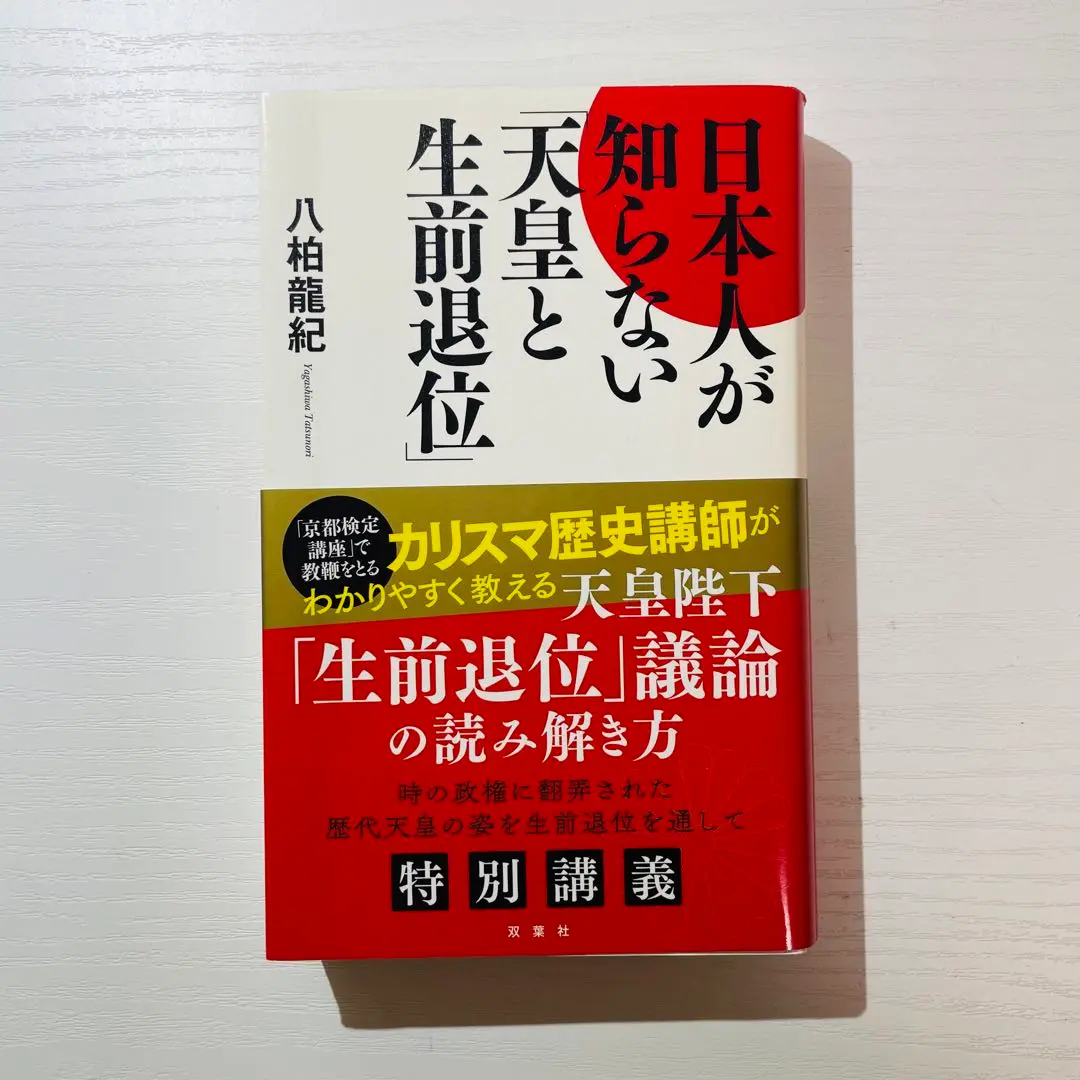 日本人が
知らない
「天皇と
生前退位」
八柏龍紀
Yagashiwa Tatsunori
「京都検定
講座」で
教鞭をとる
カリスマ歴史講師が
わかりやすく教える天皇陛下
「生前退位」議論
の読み解き方
時の政権に翻弄された
歴代天皇の姿を生前退位を通して
特別講義
双葉社